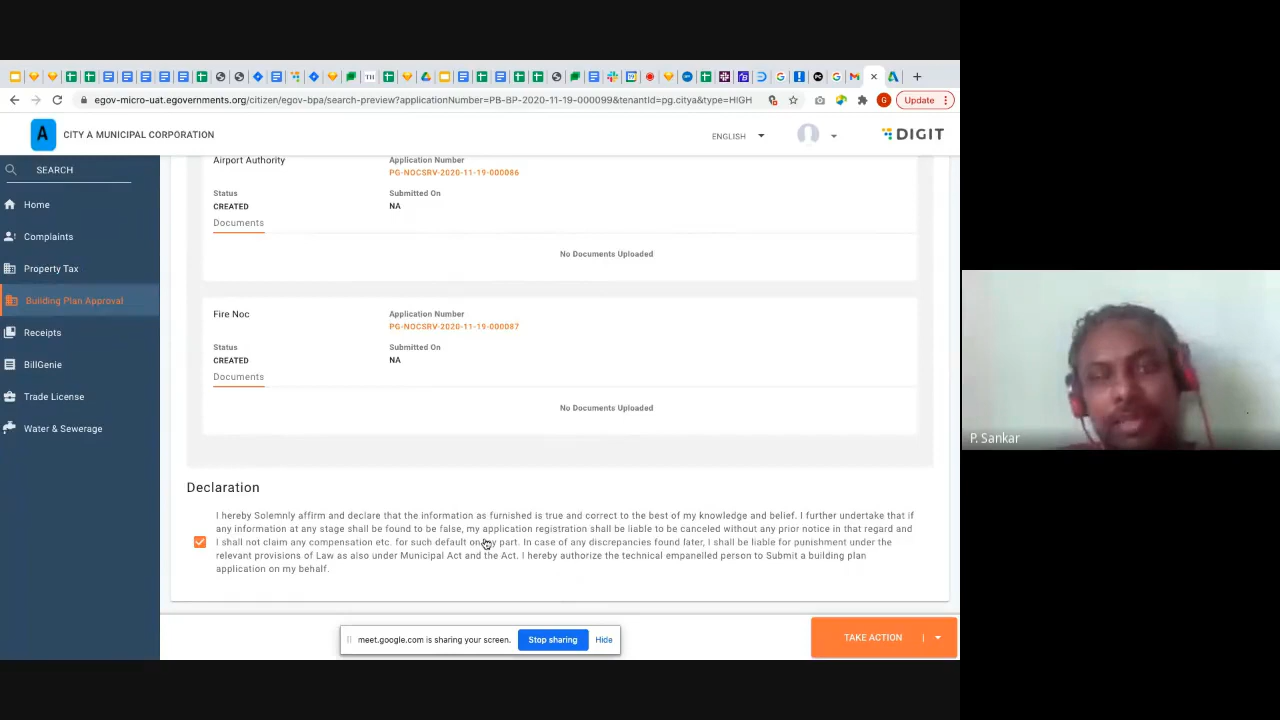 egov-micro-uat.egovernments.org/citizen/egov-bpa/search-preview?applicationNumber=PB-BP-2020-11-19-000099&tenantId=pg.citya&type=HIGH
Update
A
CITY A MUNICIPAL CORPORATION
ENGLISH
DIGIT
SEARCH
Home
Complaints
Property Tax
Building Plan Approval
Receipts
BillGenie
Trade License
Water & Sewerage
Airport Authority
Application Number
PG-NOCSRV-2020-11-19-000086
Status
Submitted On
CREATED
NA
Documents
No Documents Uploaded
Fire Noc
Application Number
PG-NOCSRV-2020-11-19-000087
Status
Submitted On
CREATED
NA
Documents
No Documents Uploaded
Declaration
I hereby Solemnly affirm and declare that the information as furnished is true and correct to the best of my knowledge and belief. I further undertake that if
any information at any stage shall be found to be false, my application registration shall be liable to be canceled without any prior notice in that regard and
I shall not claim any compensation etc. for such default on any part. In case of any discrepancies found later, I shall be liable for punishment under the
relevant provisions of Law as also under Municipal Act and the Act. I hereby authorize the technical empanelled person to Submit a building plan
application on my behalf.
meet.google.com is sharing your screen.
Stop sharing
Hide
TAKE ACTION
P. Sankar